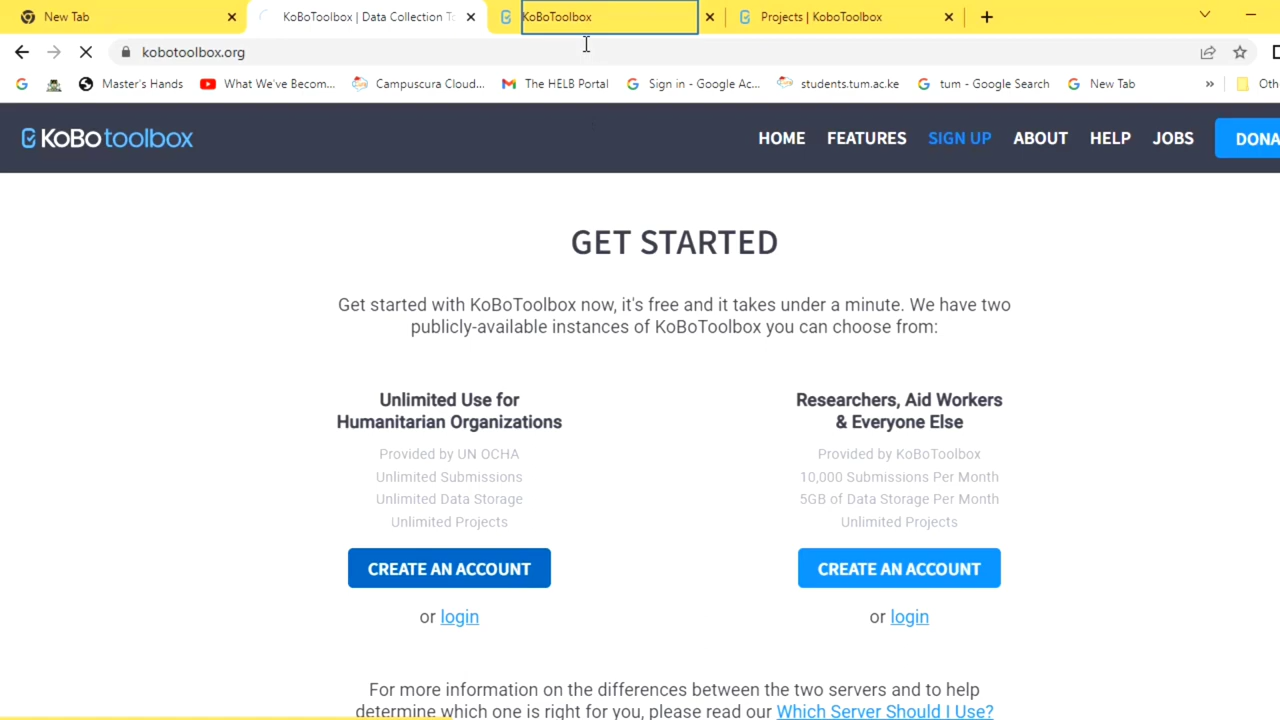 New Tab
KoBoToolbox | Data Collection To
KoBoToolbox
Projects | KoboToolbox
kobotoolbox.org
Master's Hands
What We've Becom...
Campuscura Cloud...
The HELB Portal
Sign in - Google Ac...
students.tum.ac.ke
tum - Google Search
New Tab
»
Oth
KoBo toolbox
HOME
FEATURES
SIGN UP
ABOUT
HELP
JOBS
DONA
GET STARTED
Get started with KoBoToolbox now, it's free and it takes under a minute. We have two
publicly-available instances of KoBoToolbox you can choose from:
Unlimited Use for
Humanitarian Organizations
Provided by UN OCHA
Unlimited Submissions
Unlimited Data Storage
Unlimited Projects
CREATE AN ACCOUNT
or login
Researchers, Aid Workers
& Everyone Else
Provided by KoBoToolbox
10,000 Submissions Per Month
5GB of Data Storage Per Month
Unlimited Projects
CREATE AN ACCOUNT
or login
For more information on the differences between the two servers and to help
determine which one is right for you, please read our Which Server Should I Use?